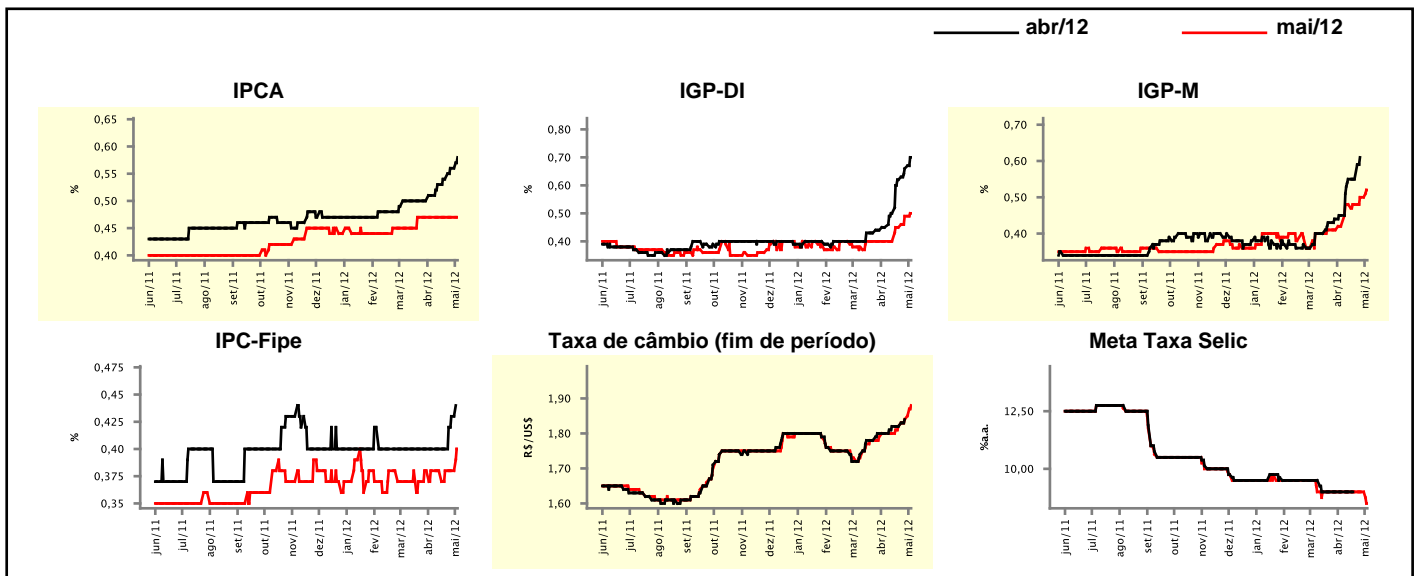 abr/12 mai/12
IPCA
0,65
0,60
0,55
0,50
0,45
0,40
%
jun/11 jul/11 ago/11 set/11 out/11 nov/11 dez/11 jan/12 fev/12 mar/12 abr/12 mai/12
IGP-DI
0,80
0,70
0,60
0,50
0,40
%
jun/11 jul/11 ago/11 set/11 out/11 nov/11 dez/11 jan/12 fev/12 mar/12 abr/12 mai/12
IGP-M
0,70
0,60
0,50
0,40
%
jun/11 jul/11 ago/11 set/11 out/11 nov/11 dez/11 jan/12 fev/12 mar/12 abr/12 mai/12
IPC-Fipe
0,475
0,45
0,425
0,40
0,375
0,35
%
jun/11 jul/11 ago/11 set/11 out/11 nov/11 dez/11 jan/12 fev/12 mar/12 abr/12 mai/12
Taxa de câmbio (fim de período)
1,90
1,80
1,70
1,60
R$/US$
jun/11 jul/11 ago/11 set/11 out/11 nov/11 dez/11 jan/12 fev/12 mar/12 abr/12 mai/12
Meta Taxa Selic
12,50
10,00
%a.a.
jun/11 jul/11 ago/11 set/11 out/11 nov/11 dez/11 jan/12 fev/12 mar/12 abr/12 mai/12